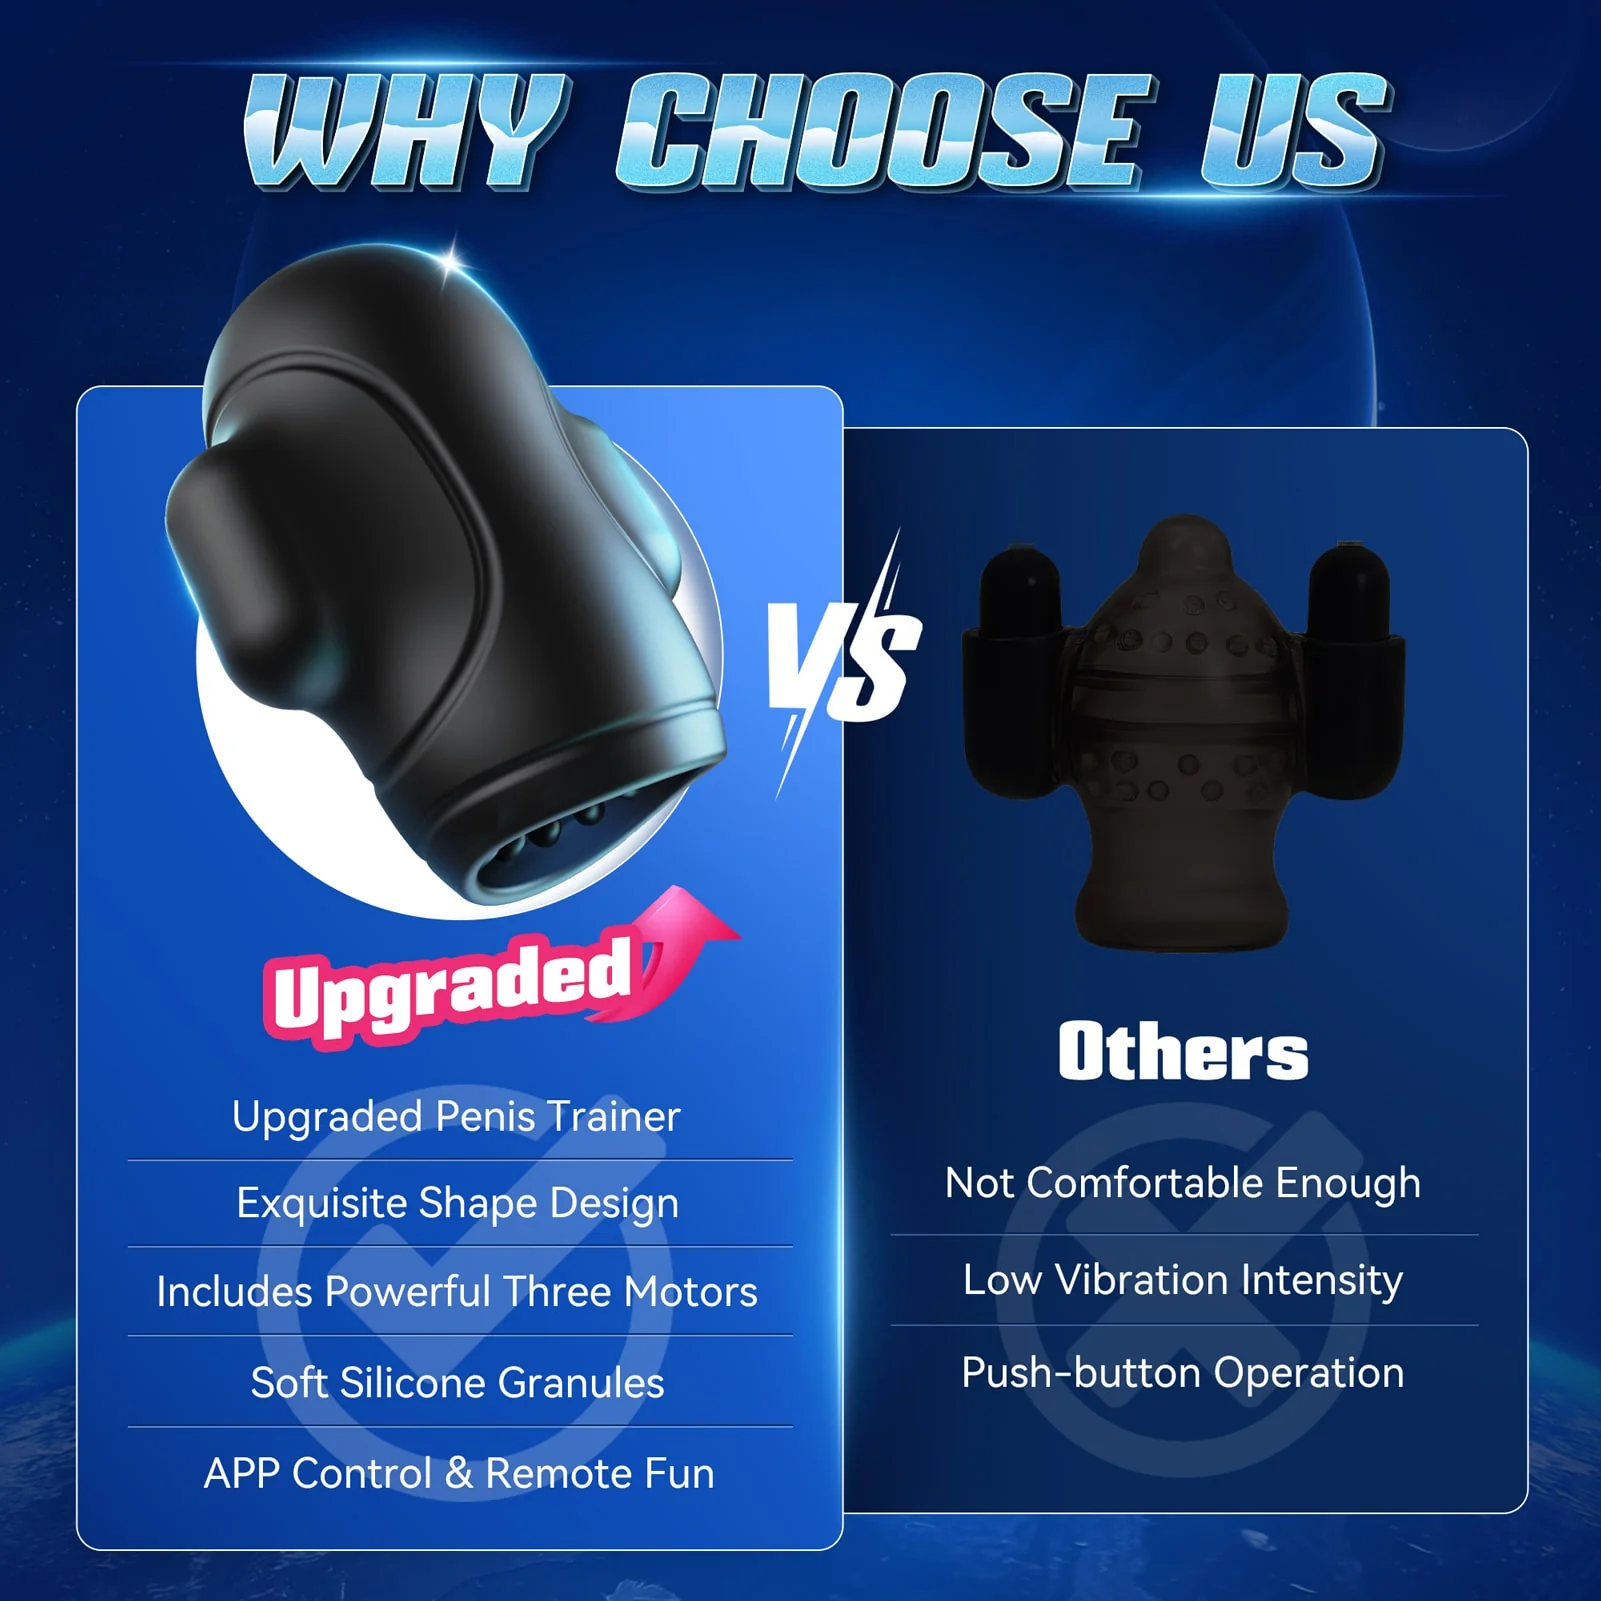 WHY CHOOSE US
VS
Upgraded
Upgraded Penis Trainer
Exquisite Shape Design
Includes Powerful Three Motors
Soft Silicone Granules
APP Control & Remote Fun
Others
Not Comfortable Enough
Low Vibration Intensity
Push-button Operation